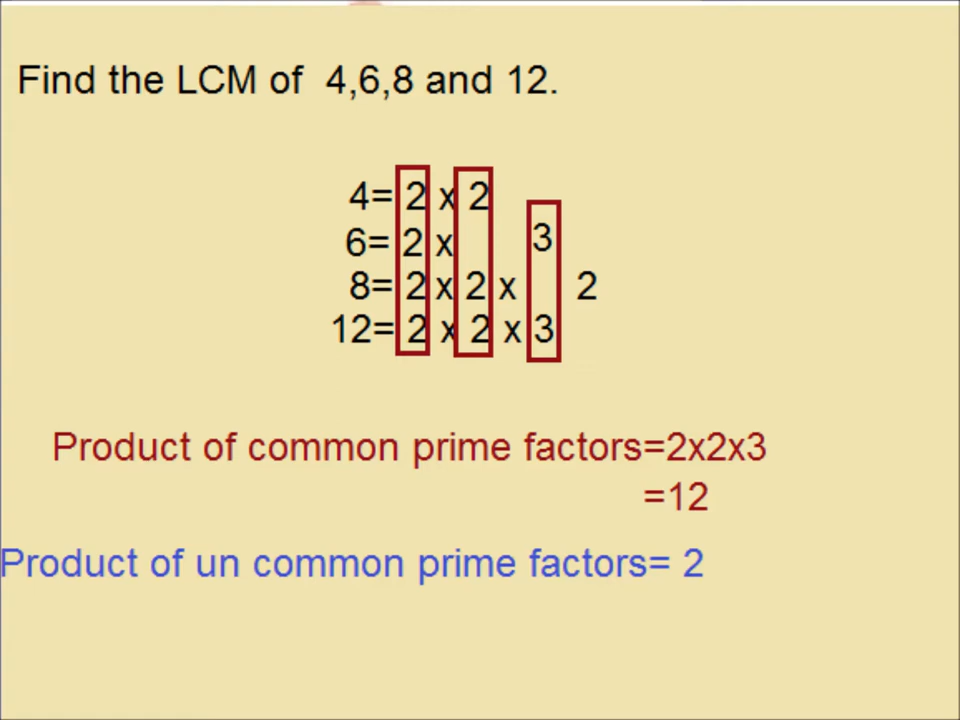 Find the LCM of 4,6,8 and 12.
4= 2 x 2
6= 2 x 3
8= 2 x 2 x 2
12= 2 x 2 x 3
Product of common prime factors=2x2x3
=12
Product of un common prime factors= 2